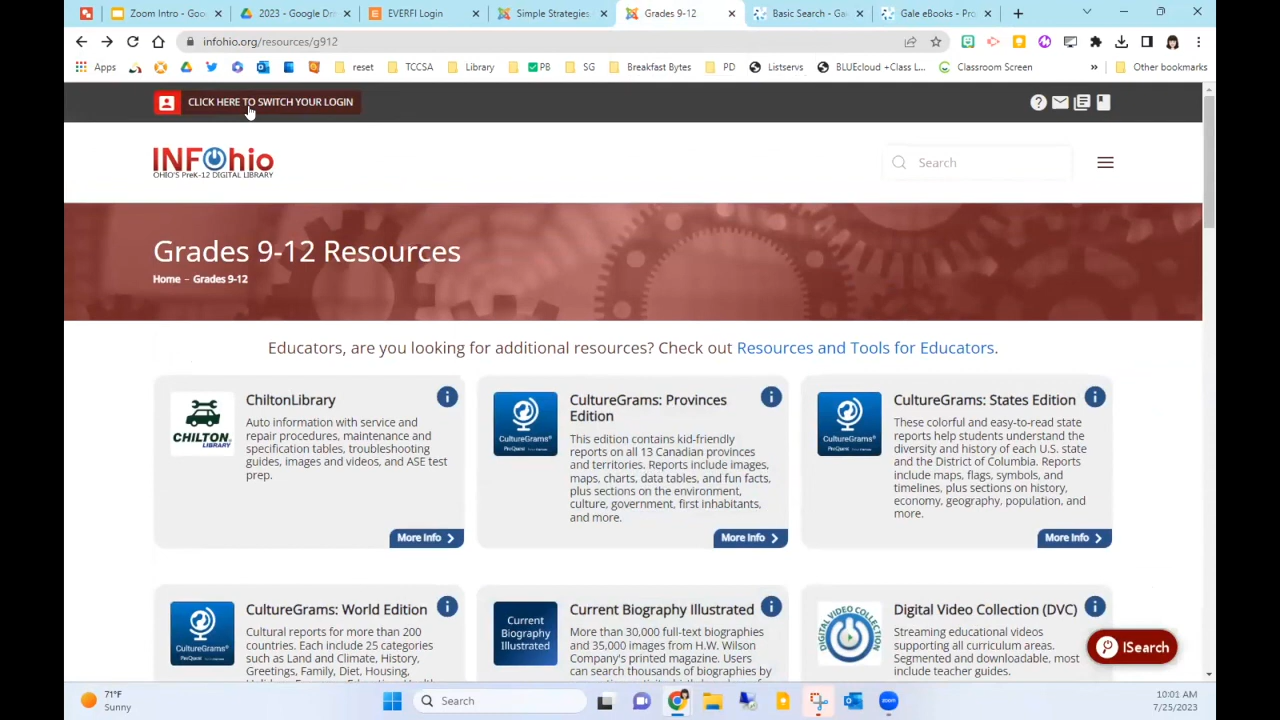 Zoom Intro - Goo
2023 - Google Dri
EVERFI Login
Simple Strategies
Grades 9-12
Basic Search - Ga
Gale eBooks - Pro
infohio.org/resources/g912
Apps
reset
TCCSA
Library
PB
SG
Breakfast Bytes
PD
Listservs
BLUEcloud +Class L...
Classroom Screen
»
Other bookmarks
CLICK HERE TO SWITCH YOUR LOGIN
INFOhio
OHIO'S PreK-12 DIGITAL LIBRARY
Search
Grades 9-12 Resources
Home – Grades 9-12
Educators, are you looking for additional resources? Check out Resources and Tools for Educators.
CHILTON
LIBRARY
ChiltonLibrary
Auto information with service and
repair procedures, maintenance and
specification tables, troubleshooting
guides, images and videos, and ASE test
prep.
More Info
CultureGrams
ProQuest
CultureGrams: Provinces
Edition
This edition contains kid-friendly
reports on all 13 Canadian provinces
and territories. Reports include images,
maps, charts, data tables, and fun facts,
plus sections on the environment,
culture, government, first inhabitants,
and more.
More Info
CultureGrams
ProQuest
CultureGrams: States Edition
These colorful and easy-to-read state
reports help students understand the
diversity and history of each U.S. state
and the District of Columbia. Reports
include maps, flags, symbols, and
timelines, plus sections on history,
economy, geography, population, and
more.
More Info
CultureGrams
ProQuest
CultureGrams: World Edition
Cultural reports for more than 200
countries. Each include 25 categories
such as Land and Climate, History,
Greetings, Family, Diet, Housing,
Current
Biography
Illustrated
Current Biography Illustrated
More than 30,000 full-text biographies
and 35,000 images from H.W. Wilson
Company's printed magazine. Users
can search thousands of biographies by
DIGITAL VIDEO COLLECTION
Digital Video Collection (DVC)
Streaming educational videos
supporting all curriculum areas.
Segmented and downloadable, most
include teacher guides.
ISearch
71°F
Sunny
Search
zoom
10:01 AM
7/25/2023